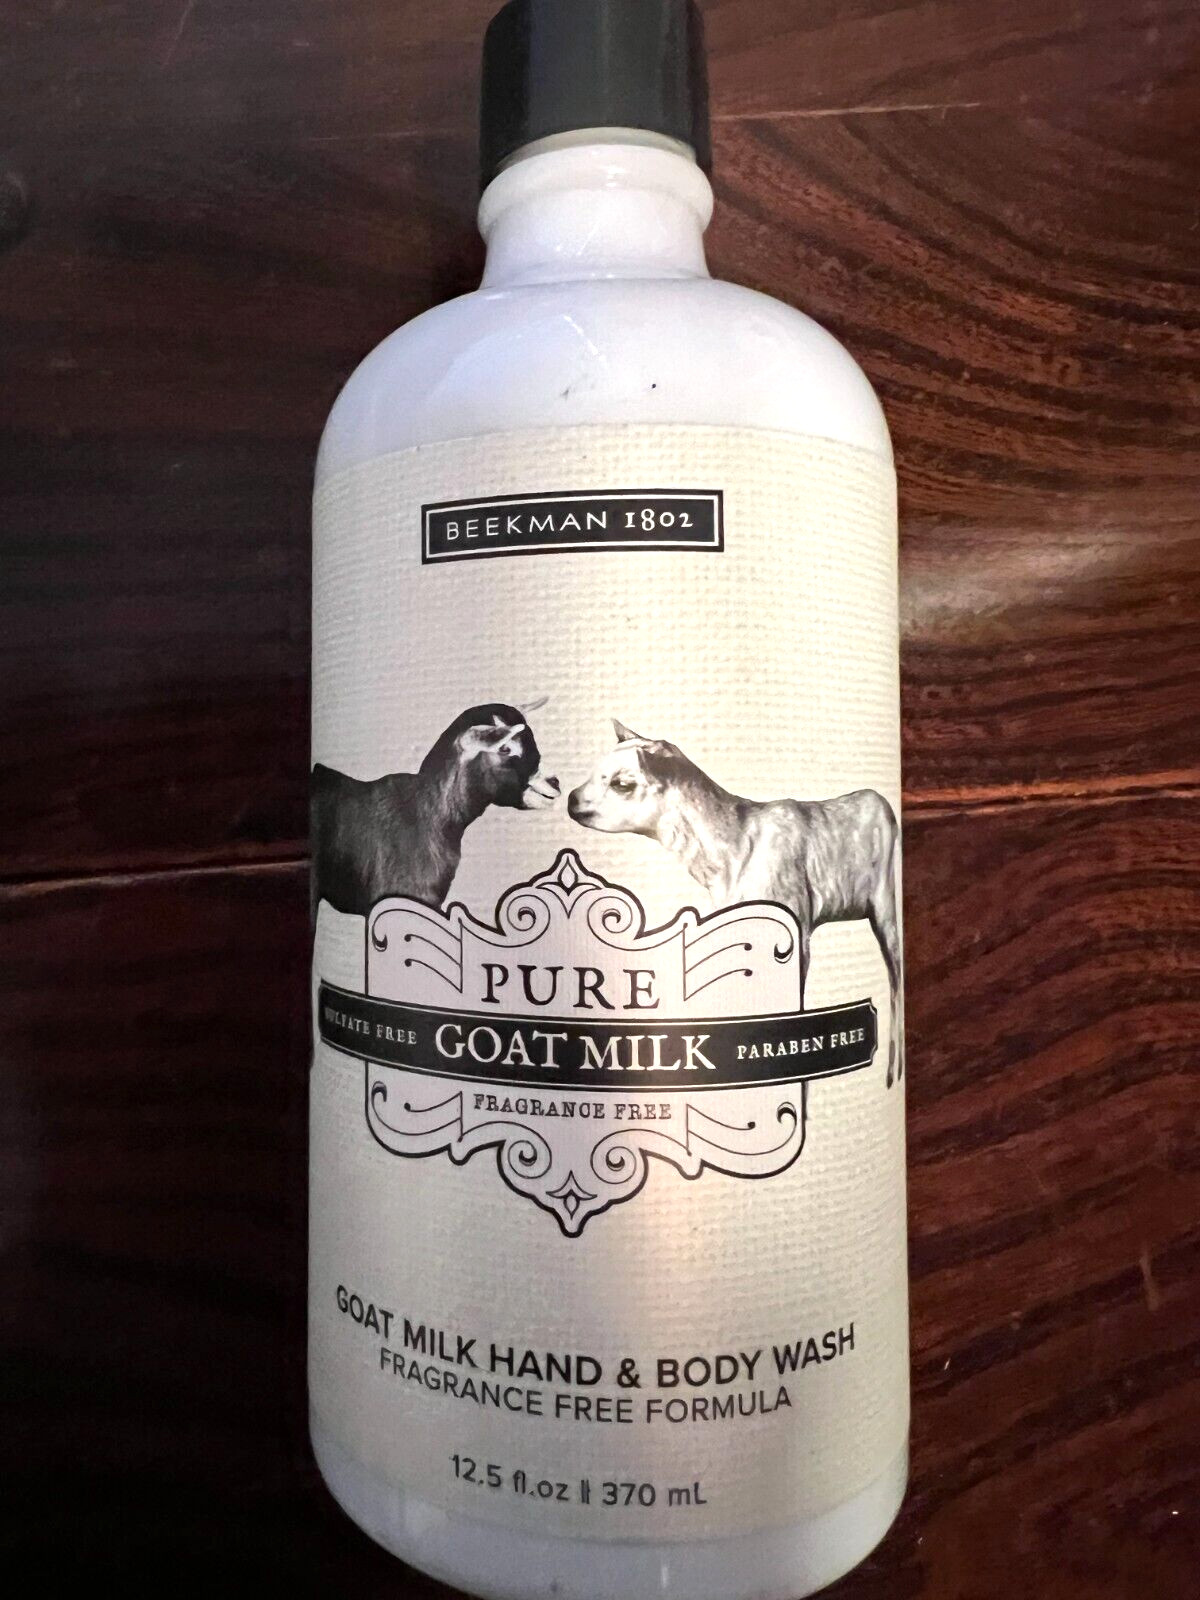 BEEKMAN 1802
PURE
SULFATE FREE GOAT MILK PARABEN FREE
FRAGRANCE FREE
GOAT MILK HAND & BODY WASH
FRAGRANCE FREE FORMULA
12.5 fl.oz || 370 mL